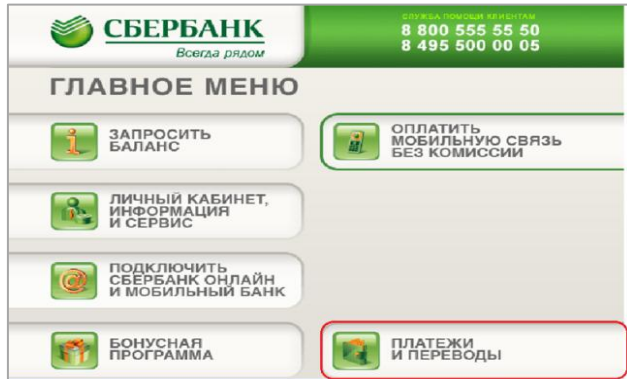 СБЕРБАНК
Всегда рядом
СЛУЖБА ПОМОЩИ КЛИЕНТАМ
8 800 555 55 50
8 495 500 00 05
ГЛАВНОЕ МЕНЮ
ЗАПРОСИТЬ
БАЛАНС
ОПЛАТИТЬ
МОБИЛЬНУЮ СВЯЗЬ
БЕЗ КОМИССИИ
ЛИЧНЫЙ КАБИНЕТ,
ИНФОРМАЦИЯ
И СЕРВИС
ПОДКЛЮЧИТЬ
СБЕРБАНК ОНЛАЙН
И МОБИЛЬНЫЙ БАНК
БОНУСНАЯ
ПРОГРАММА
ПЛАТЕЖИ
И ПЕРЕВОДЫ